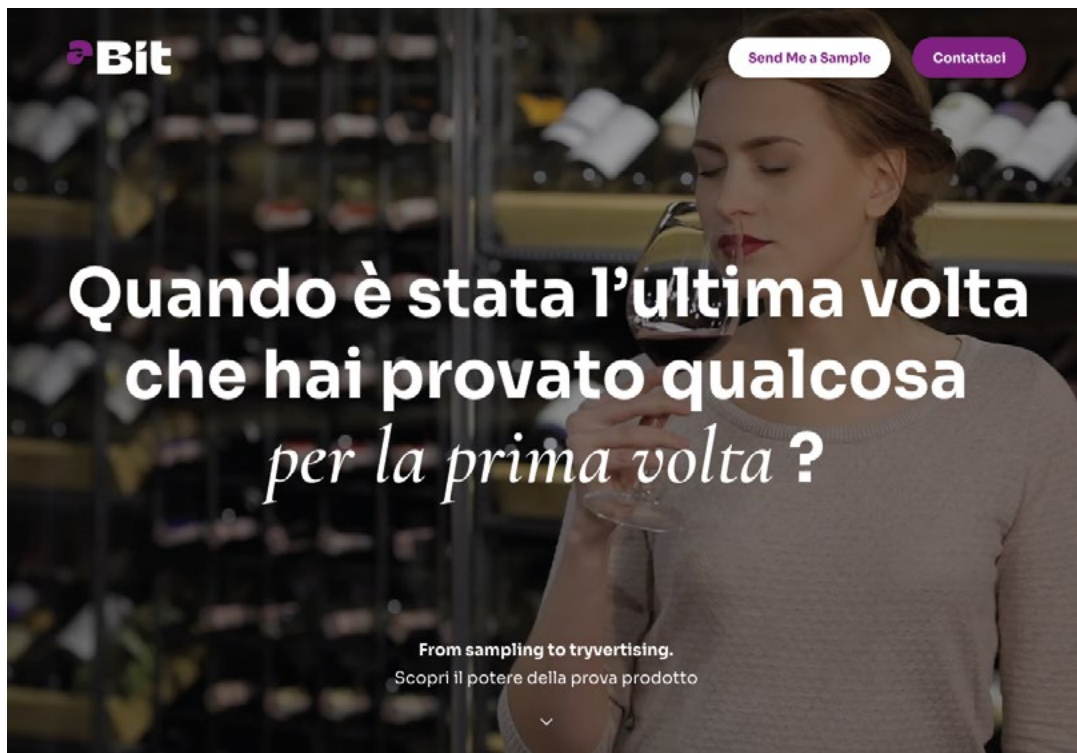 aBit
Send Me a Sample
Contattaci
Quando è stata l’ultima volta
che hai provato qualcosa
per la prima volta ?
From sampling to tryvertising.
Scopri il potere della prova prodotto